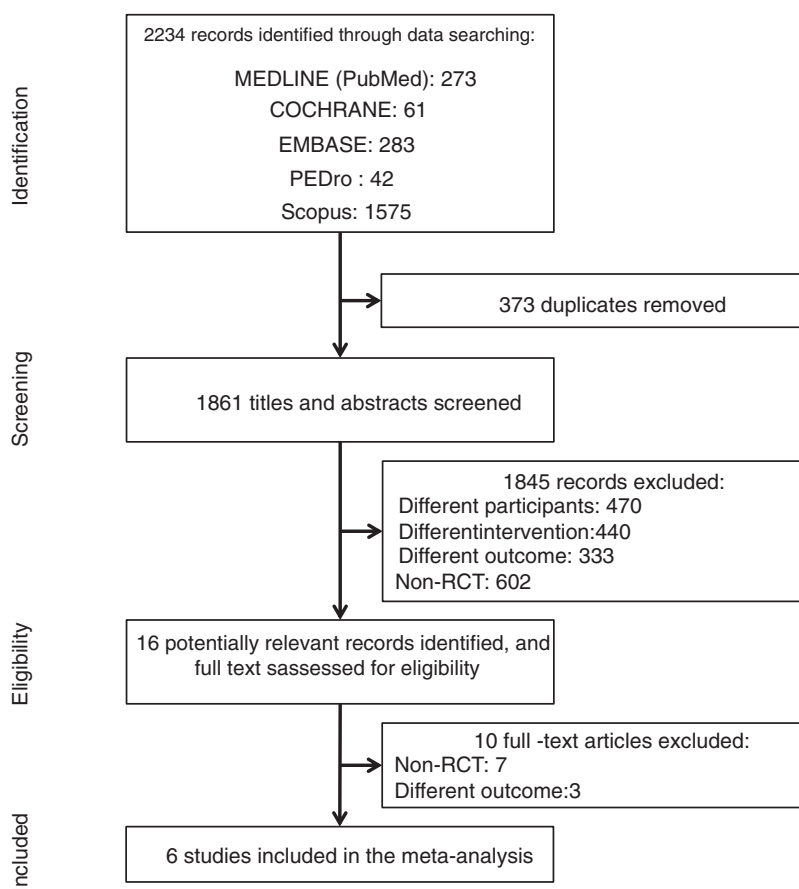 Identification
2234 records identified through data searching:
MEDLINE (PubMed): 273
COCHRANE: 61
EMBASE: 283
PEDro : 42
Scopus: 1575
373 duplicates removed
Screening
1861 titles and abstracts screened
1845 records excluded:
Different participants: 470
Differentintervention:440
Different outcome: 333
Non-RCT: 602
Eligibility
16 potentially relevant records identified, and
full text sassessed for eligibility
10 full -text articles excluded:
Non-RCT: 7
Different outcome:3
ncluded
6 studies included in the meta-analysis